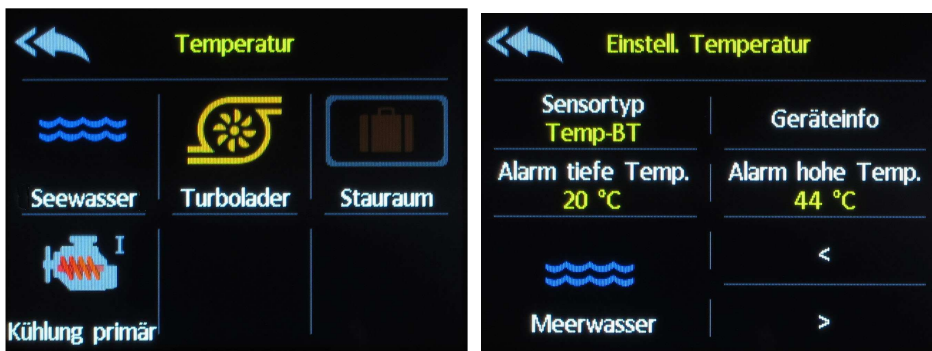 Temperatur
Seewasser
Turbolader
Stauraum
I
Kühlung primär
Einstell. Temperatur
Sensortyp
Temp-BT
Geräteinfo
Alarm tiefe Temp.
20 °C
Alarm hohe Temp.
44 °C
Meerwasser
<
>